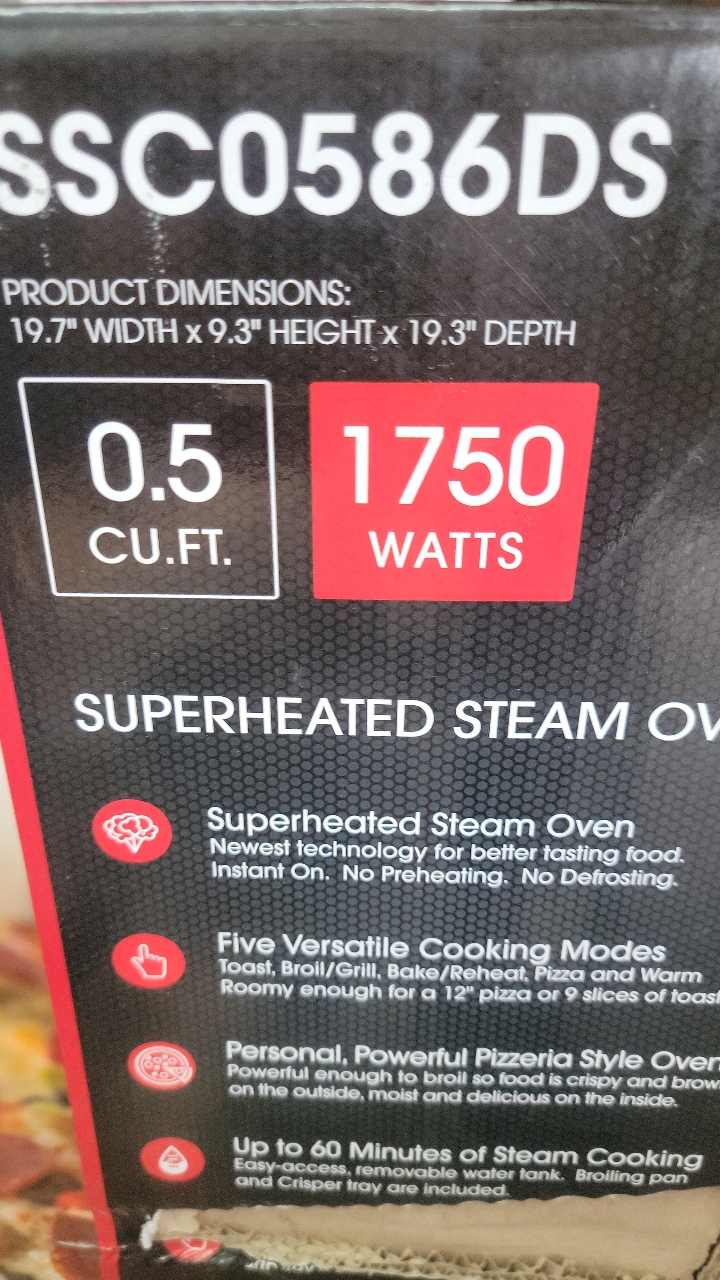 SSC0586DS
PRODUCT DIMENSIONS:
19.7" WIDTH x 9.3" HEIGHT x 19.3" DEPTH
0.5
CU.FT.
1750
WATTS
SUPERHEATED STEAM OV
Superheated Steam Oven
Newest technology for better tasting food.
Instant On. No Preheating. No Defrosting.
Five Versatile Cooking Modes
Toast, Broil/Grill, Bake/Reheat, Pizza and Warm
Roomy enough for a 12" pizza or 9 slices of toast
Personal, Powerful Pizzeria Style Oven
Powerful enough to broil so food is crispy and brow
on the outside, moist and delicious on the inside.
Up to 60 Minutes of Steam Cooking
Easy-access, removable water tank. Broiling pan
and Crisper tray are included.